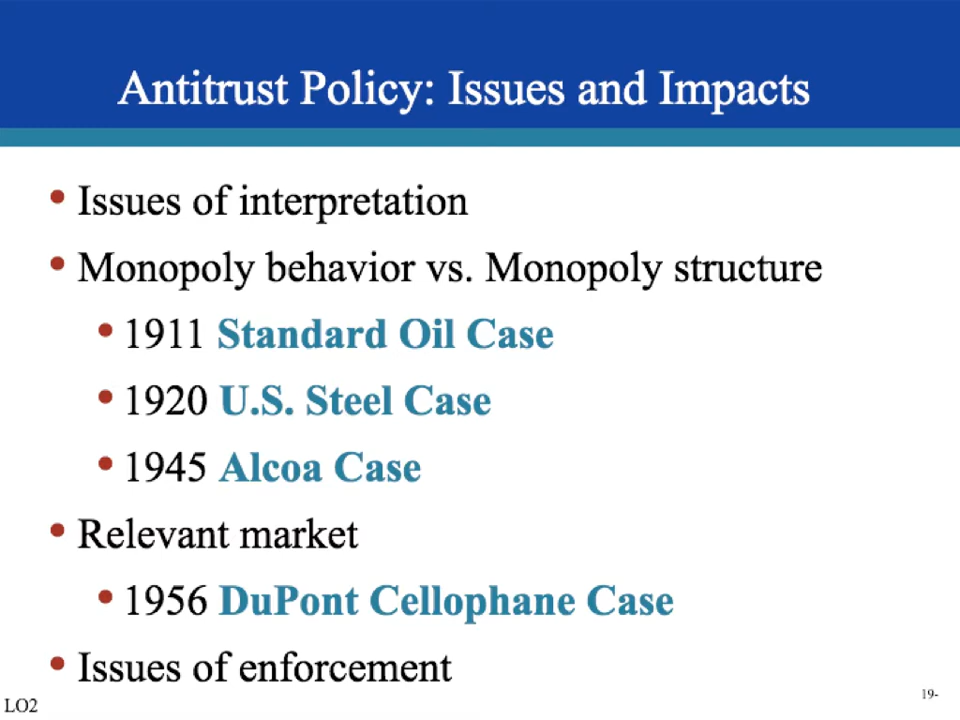 Antitrust Policy: Issues and Impacts
• Issues of interpretation
• Monopoly behavior vs. Monopoly structure
• 1911 Standard Oil Case
• 1920 U.S. Steel Case
• 1945 Alcoa Case
• Relevant market
• 1956 DuPont Cellophane Case
• Issues of enforcement
LO2
19-